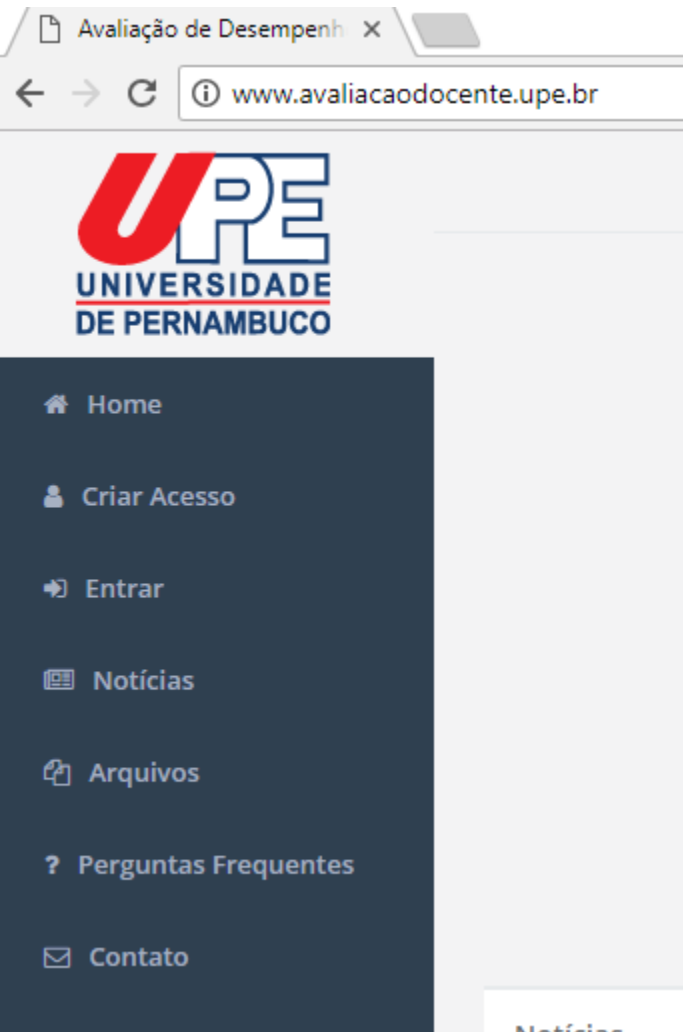 Avaliação de Desempenh
www.avaliacaodocente.upe.br
UPE
UNIVERSIDADE
DE PERNAMBUCO
Home
Criar Acesso
Entrar
Notícias
Arquivos
? Perguntas Frequentes
Contato
Notícias